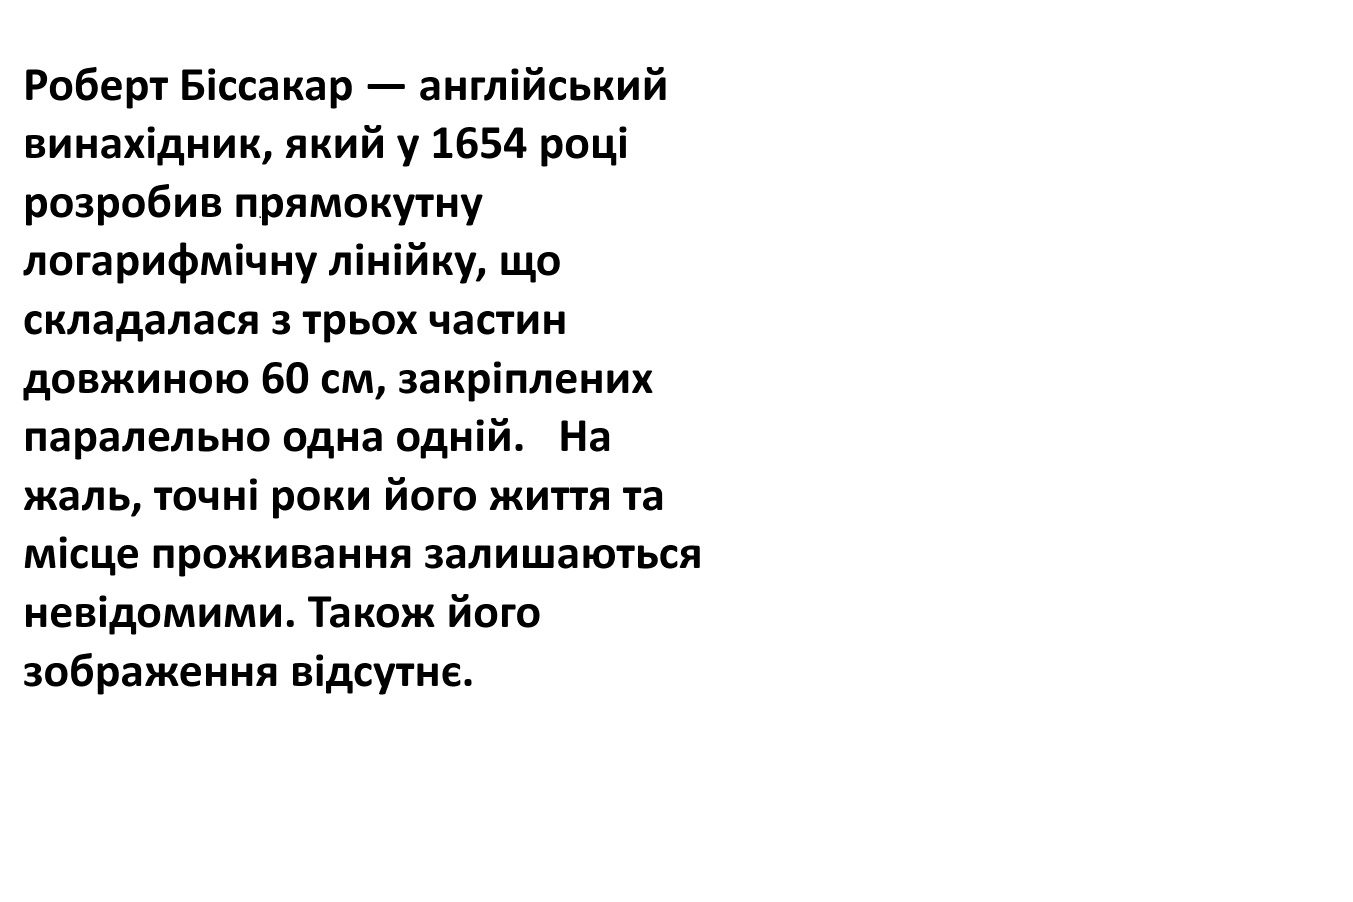 Роберт Біссакар — англійський
винахідник, який у 1654 році
розробив прямокутну
логарифмічну лінійку, що
складалася з трьох частин
довжиною 60 см, закріплених
паралельно одна одній.   На
жаль, точні роки його життя та
місце проживання залишаються
невідомими. Також його
зображення відсутнє.